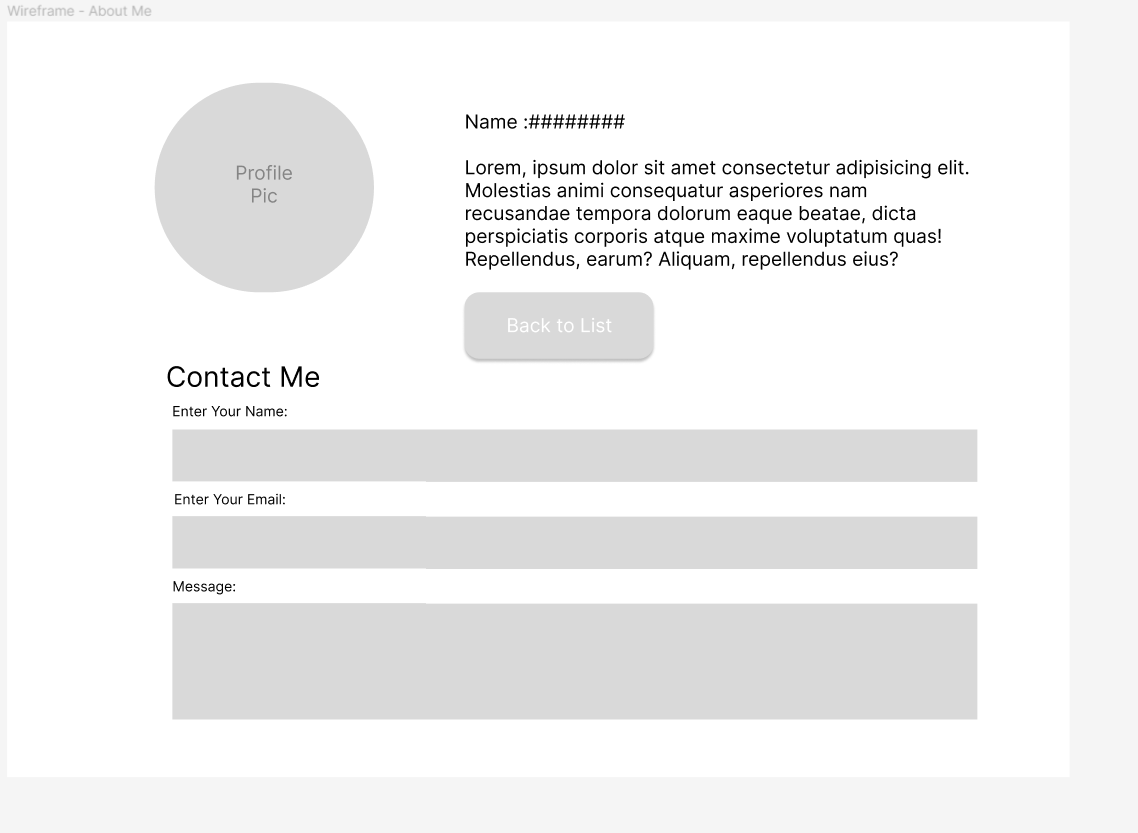 Wireframe - About Me
Profile
Pic
Name :########
Lorem, ipsum dolor sit amet consectetur adipisicing elit.
Molestias animi consequatur asperiores nam
recusandae tempora dolorum eaque beatae, dicta
perspiciatis corporis atque maxime voluptatum quas!
Repellendus, earum? Aliquam, repellendus eius?
Back to List
Contact Me
Enter Your Name:
Enter Your Email:
Message: